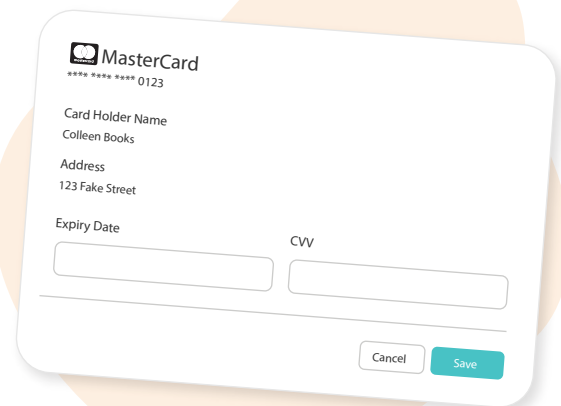 MasterCard
**** **** **** 0123
Card Holder Name
Colleen Books
Address
123 Fake Street
Expiry Date
CVV
Cancel
Save